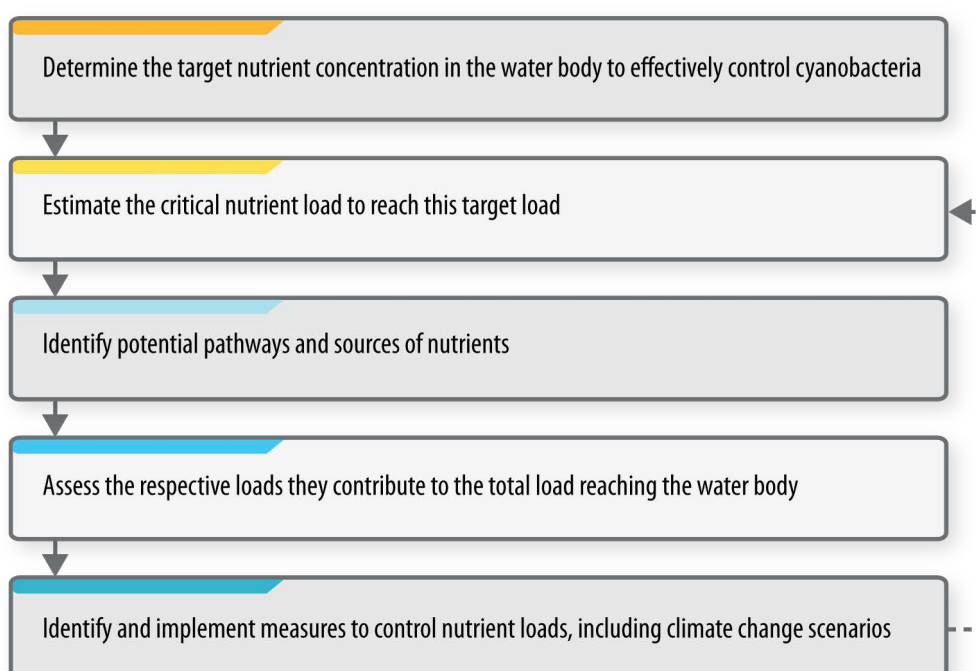 Determine the target nutrient concentration in the water body to effectively control cyanobacteria
Estimate the critical nutrient load to reach this target load
Identify potential pathways and sources of nutrients
Assess the respective loads they contribute to the total load reaching the water body
Identify and implement measures to control nutrient loads, including climate change scenarios